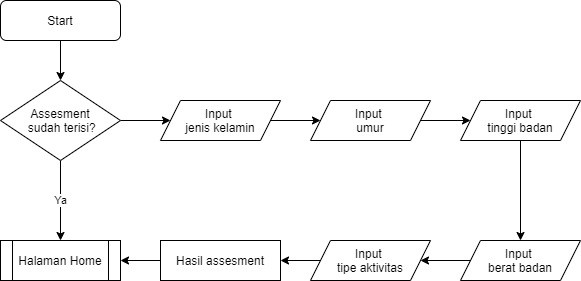 Start
Assesment
sudah terisi?
Input
jenis kelamin
Input
umur
Input
tinggi badan
Ya
Halaman Home
Hasil assesment
Input
tipe aktivitas
Input
berat badan